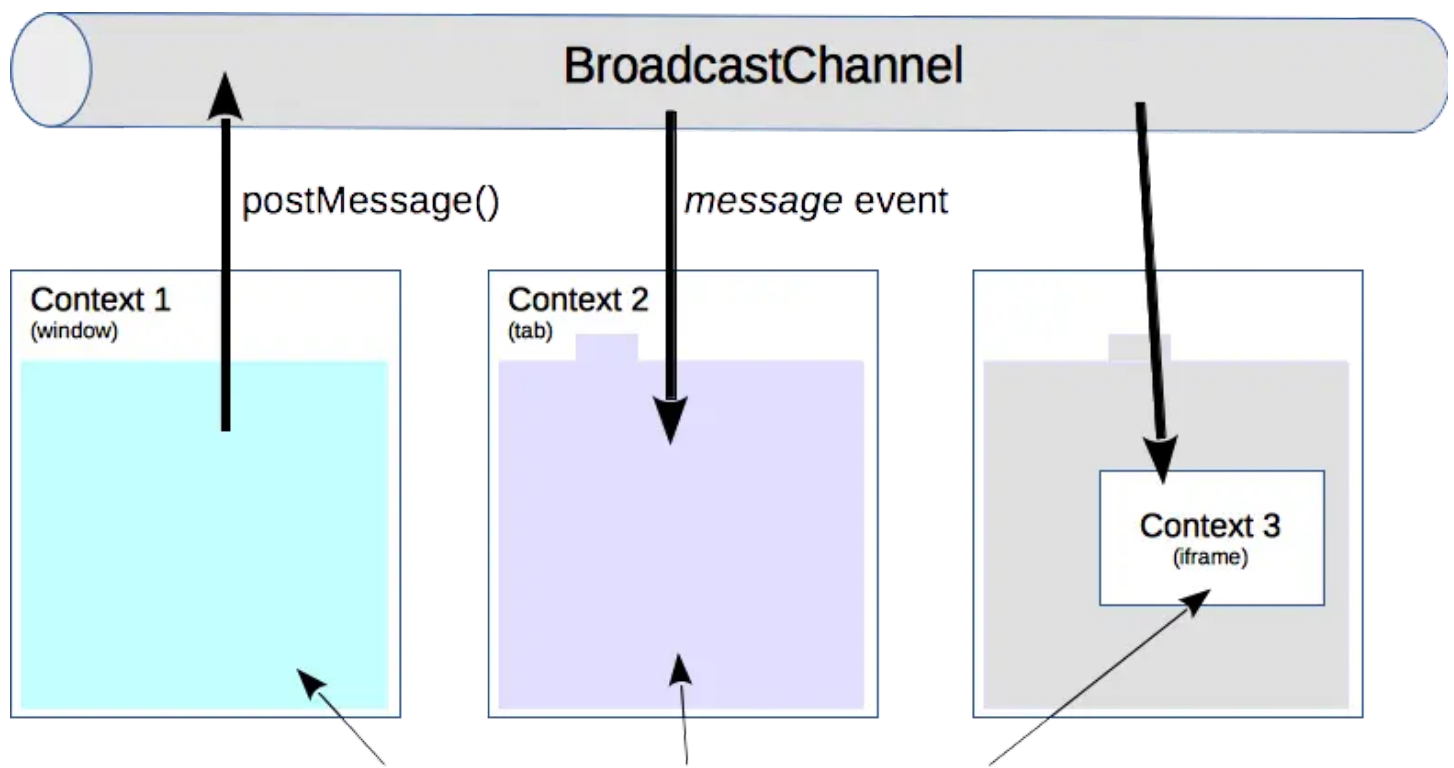 BroadcastChannel
postMessage()
message event
Context 1
(window)
Context 2
(tab)
Context 3
(iframe)